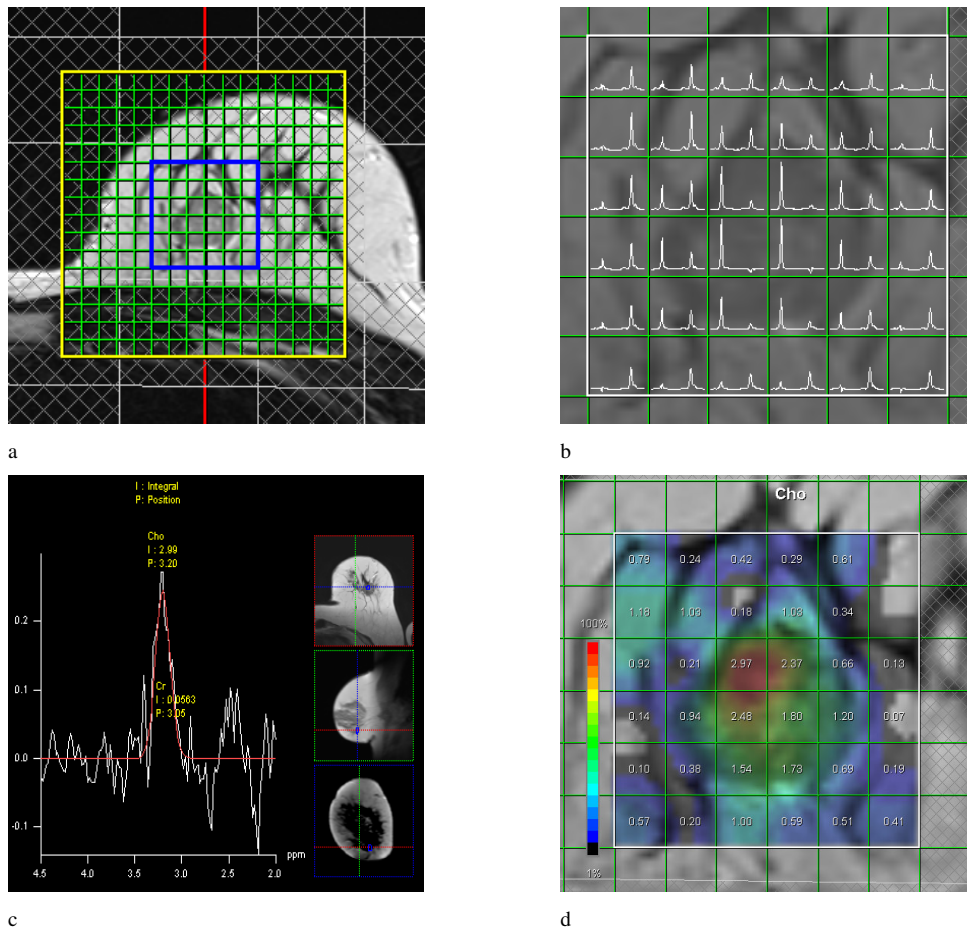 a
b
I : Integral
P: Position
Cho
I : 2.99
P: 3.20
Cr
I : 0.0563
P: 3.05
0.2
0.1
0.0
-0.1
4.5 4.0 3.5 3.0 2.5 2.0
ppm
c
Cho
0.79 0.24 0.42 0.29 0.61
1.18 1.03 0.18 1.03 0.34
100%
0.92 0.21 2.97 2.37 0.66 0.13
0.14 0.94 2.48 1.80 1.20 0.07
0.10 0.38 1.54 1.73 0.69 0.19
0.57 0.20 1.00 0.59 0.51 0.41
1%
d